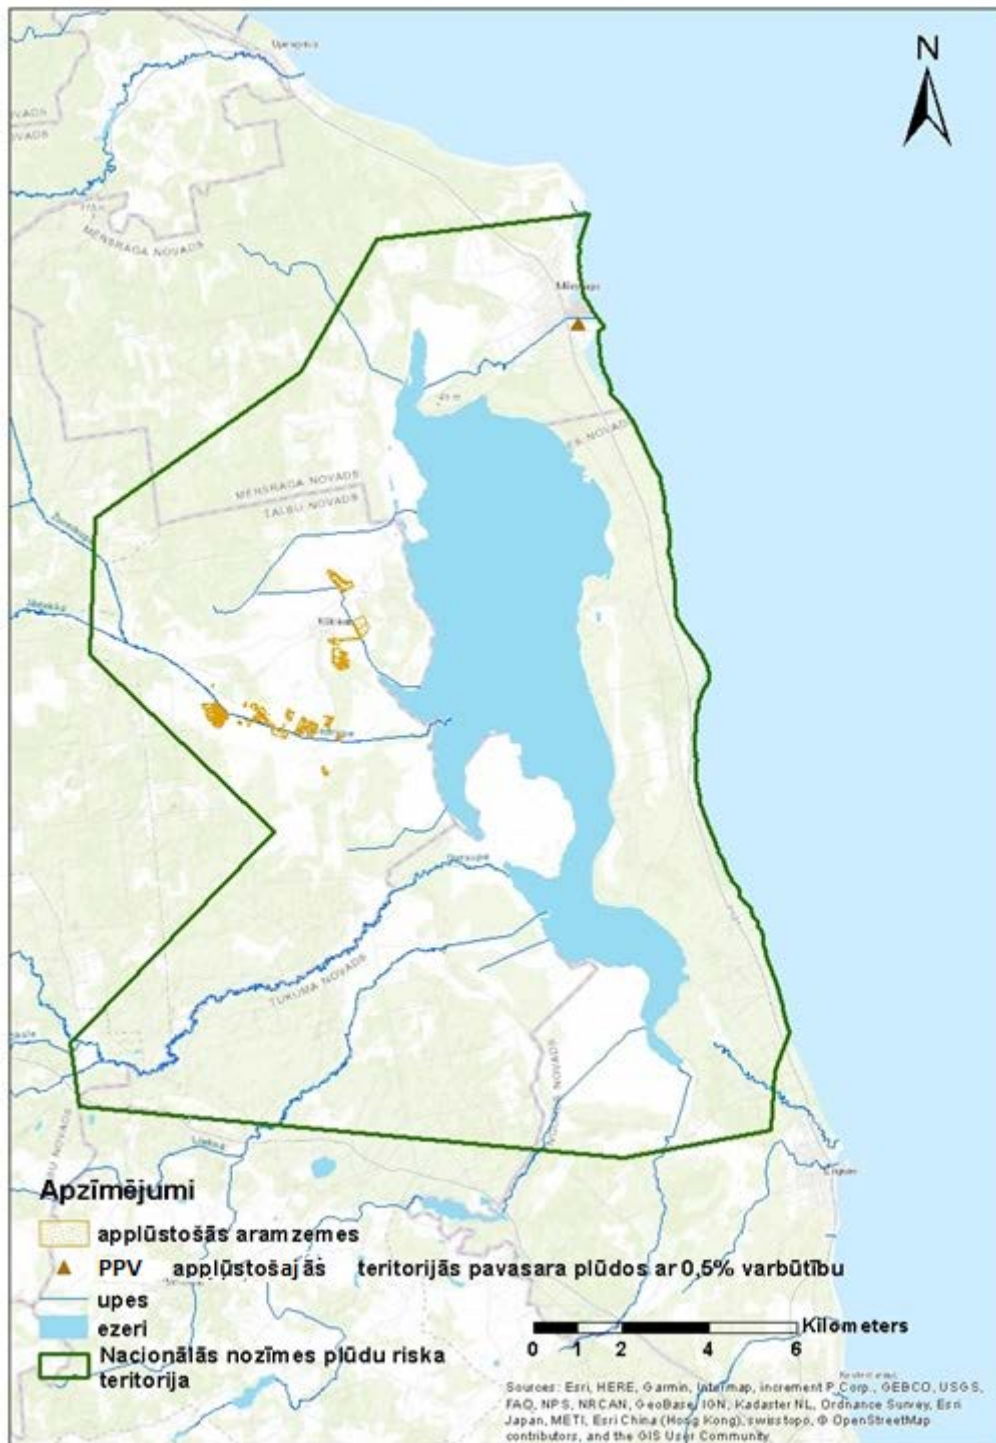 N
MĒRSRAGA NOVADS
MĒRSRAGA NOVADS
TALSU NOVADS
TUKUMA NOVADS
Apzīmējumi
applūstošās aramzemes
PPV applūstošajās teritorijās pavasara plūdos ar 0,5% varbūtību
upes
ezeri
Nacionālās nozīmes plūdu riska
teritorija
Kilometers
0 1 2 4 6
Sources: Esri, HERE, Garmin, Intermap, increment P Corp., GEBCO, USGS,
FAO, NPS, NRCAN, GeoBase, IGN, Kadaster NL, Ordnance Survey, Esri
Japan, METI, Esri China (Hong Kong), swisstopo, © OpenStreetMap
contributors, and the GIS User Community